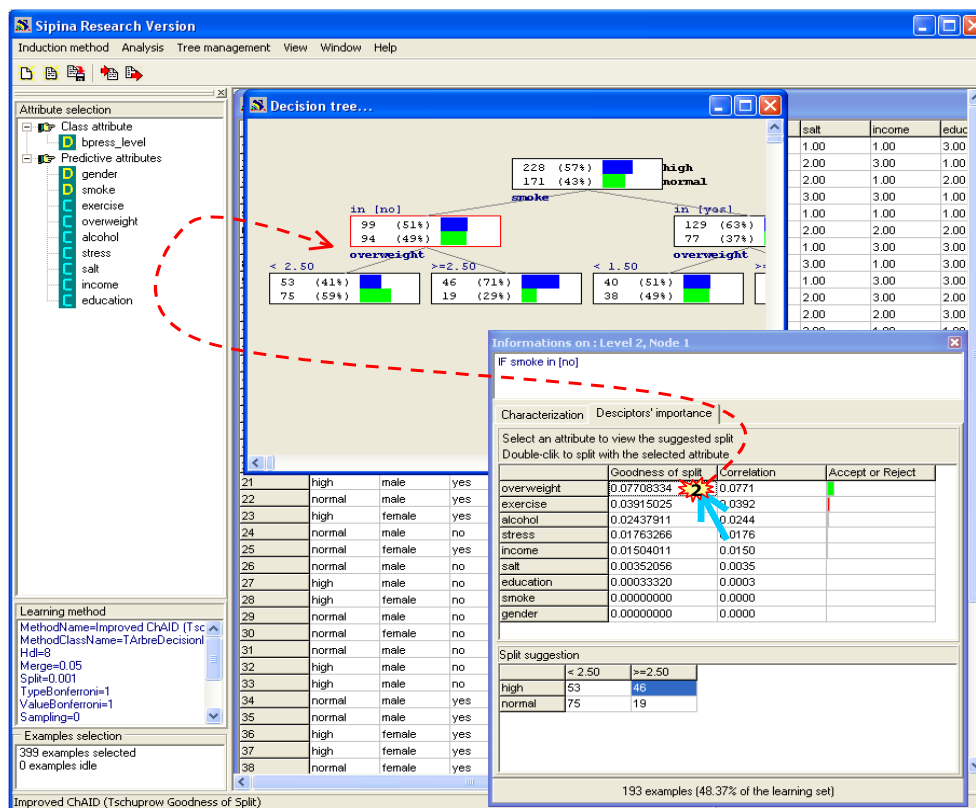 Sipina Research Version
Induction method Analysis Tree management View Window Help
Attribute selection
Class attribute
bpress_level
Predictive attributes
gender
smoke
exercise
overweight
alcohol
stress
salt
income
education
Decision tree...
228 (57%) high
171 (43%) normal
smoke
in [no]
99 (51%)
94 (49%)
overweight
in [yes]
129 (63%)
77 (37%)
overweight
< 2.50
53 (41%)
75 (59%)
>=2.50
46 (71%)
19 (29%)
< 1.50
40 (51%)
38 (49%)
>=
salt income educ
1.00 1.00 3.00
2.00 3.00 1.00
2.00 1.00 2.00
3.00 3.00 3.00
1.00 1.00 1.00
2.00 2.00 2.00
1.00 3.00 3.00
3.00 1.00 3.00
1.00 3.00 2.00
2.00 2.00 3.00
21 high male yes
22 normal male yes
23 high female yes
24 normal male no
25 normal female yes
26 normal male no
27 high male no
28 high female no
29 normal male no
30 normal female no
31 normal male no
32 high male no
33 high male no
34 normal male yes
35 normal male yes
36 high female yes
37 high female yes
38 normal female yes
Informations on : Level 2, Node 1
IF smoke in [no]
Characterization Desciptors' importance
Select an attribute to view the suggested split
Double-clik to split with the selected attribute
Goodness of split Correlation Accept or Reject
overweight 0.07708334 2 0.0771
exercise 0.03915025 0.0392
alcohol 0.02437911 0.0244
stress 0.01763266 0.0176
income 0.01504011 0.0150
salt 0.00352056 0.0035
education 0.00033320 0.0003
smoke 0.00000000 0.0000
gender 0.00000000 0.0000
Split suggestion
< 2.50 >=2.50
high 53 46
normal 75 19
193 examples (48.37% of the learning set)
Learning method
MethodName=Improved ChAID (Tsc
MethodClassName=TArbreDecisionI
Hdl=8
Merge=0.05
Split=0.001
TypeBonferroni=1
ValueBonferroni=1
Sampling=0
Examples selection
399 examples selected
0 examples idle
Improved ChAID (Tschuprow Goodness of Split)